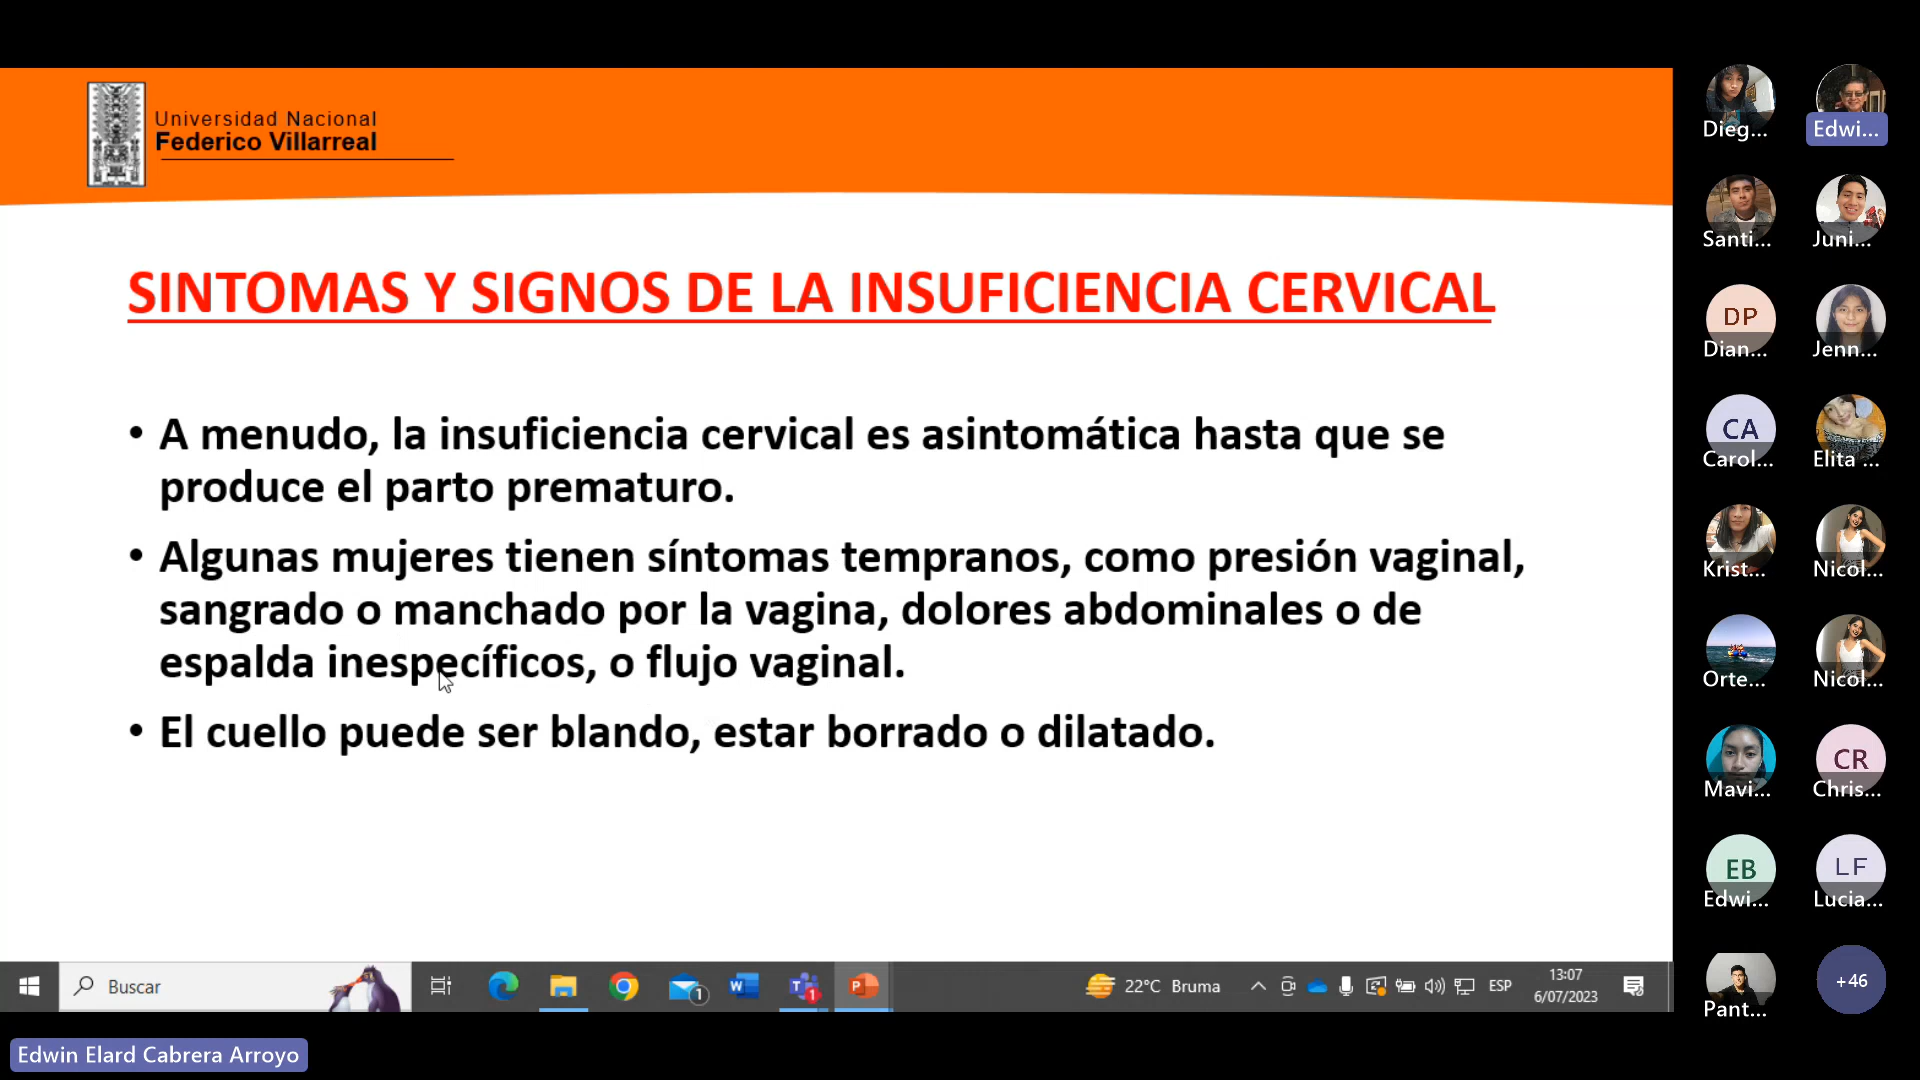 Universidad Nacional
Federico Villarreal
SINTOMAS Y SIGNOS DE LA INSUFICIENCIA CERVICAL
• A menudo, la insuficiencia cervical es asintomática hasta que se
produce el parto prematuro.
• Algunas mujeres tienen síntomas tempranos, como presión vaginal,
sangrado o manchado por la vagina, dolores abdominales o de
espalda inespecíficos, o flujo vaginal.
• El cuello puede ser blando, estar borrado o dilatado.
Dieg...
Edwi...
Santi...
Juni...
DP
Dian...
Jenn...
CA
Carol...
Elita ...
Krist...
Nicol...
Orte...
Nicol...
Mavi...
CR
Chris...
EB
Edwi...
LF
Lucia...
Pant...
+46
Buscar
1
1
22°C Bruma
ESP
13:07
6/07/2023
Edwin Elard Cabrera Arroyo